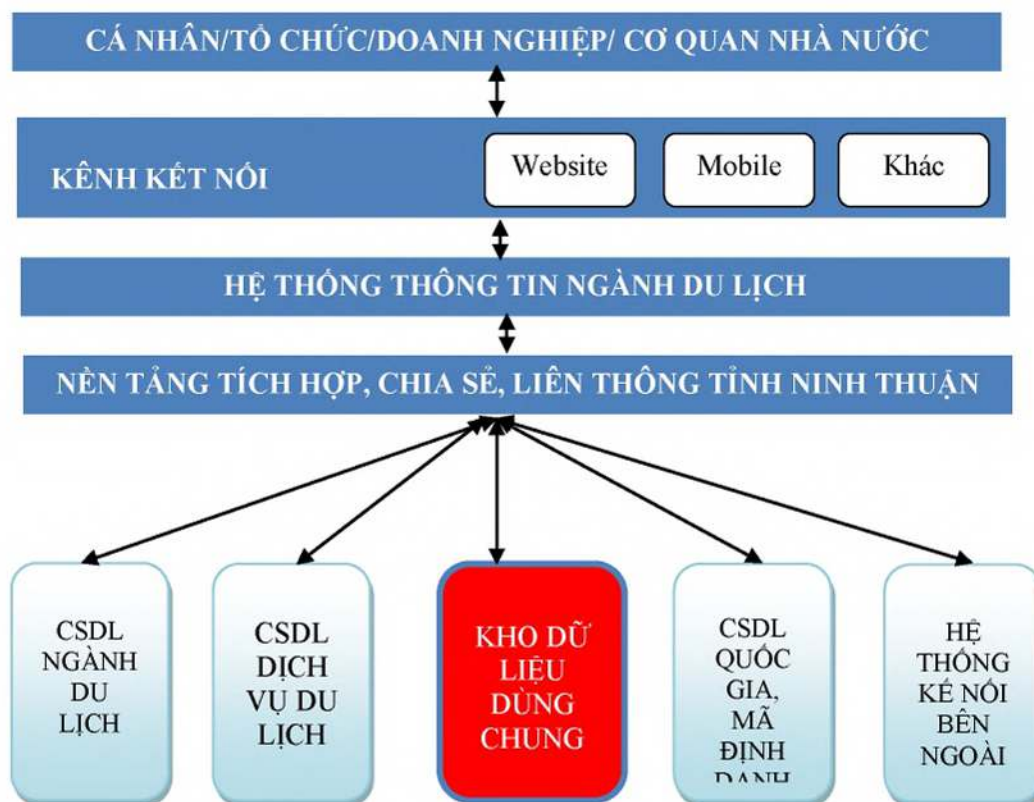 CÁ NHÂN/TỔ CHỨC/DOANH NGHIỆP/ CƠ QUAN NHÀ NƯỚC
KÊNH KẾT NỐI
Website
Mobile
Khác
HỆ THỐNG THÔNG TIN NGÀNH DU LỊCH
NỀN TẢNG TÍCH HỢP, CHIA SẺ, LIÊN THÔNG TỈNH NINH THUẬN
CSDL
NGÀNH
DU
LỊCH
CSDL
DỊCH
VỤ DU
LỊCH
KHO DỮ
LIỆU
DÙNG
CHUNG
CSDL
QUỐC
GIA,
MÃ
ĐỊNH
DANH
HỆ
THỐNG
KẾ NỐI
BÊN
NGOÀI